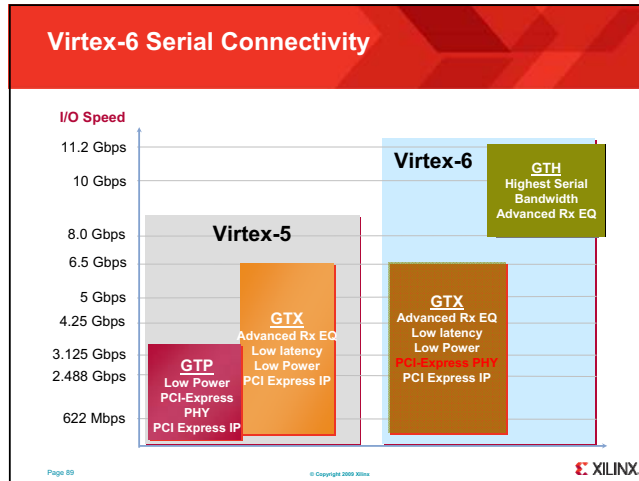 Virtex-6 Serial Connectivity
I/O Speed
11.2 Gbps
10 Gbps
8.0 Gbps
6.5 Gbps
5 Gbps
4.25 Gbps
3.125 Gbps
2.488 Gbps
622 Mbps
Virtex-5
GTP
Low Power
PCI-Express
PHY
PCI Express IP
GTX
Advanced Rx EQ
Low latency
Low Power
PCI Express IP
Virtex-6
GTX
Advanced Rx EQ
Low latency
Low Power
PCI-Express PHY
PCI Express IP
GTH
Highest Serial
Bandwidth
Advanced Rx EQ
Page 89
© Copyright 2009 Xilinx
XILINX